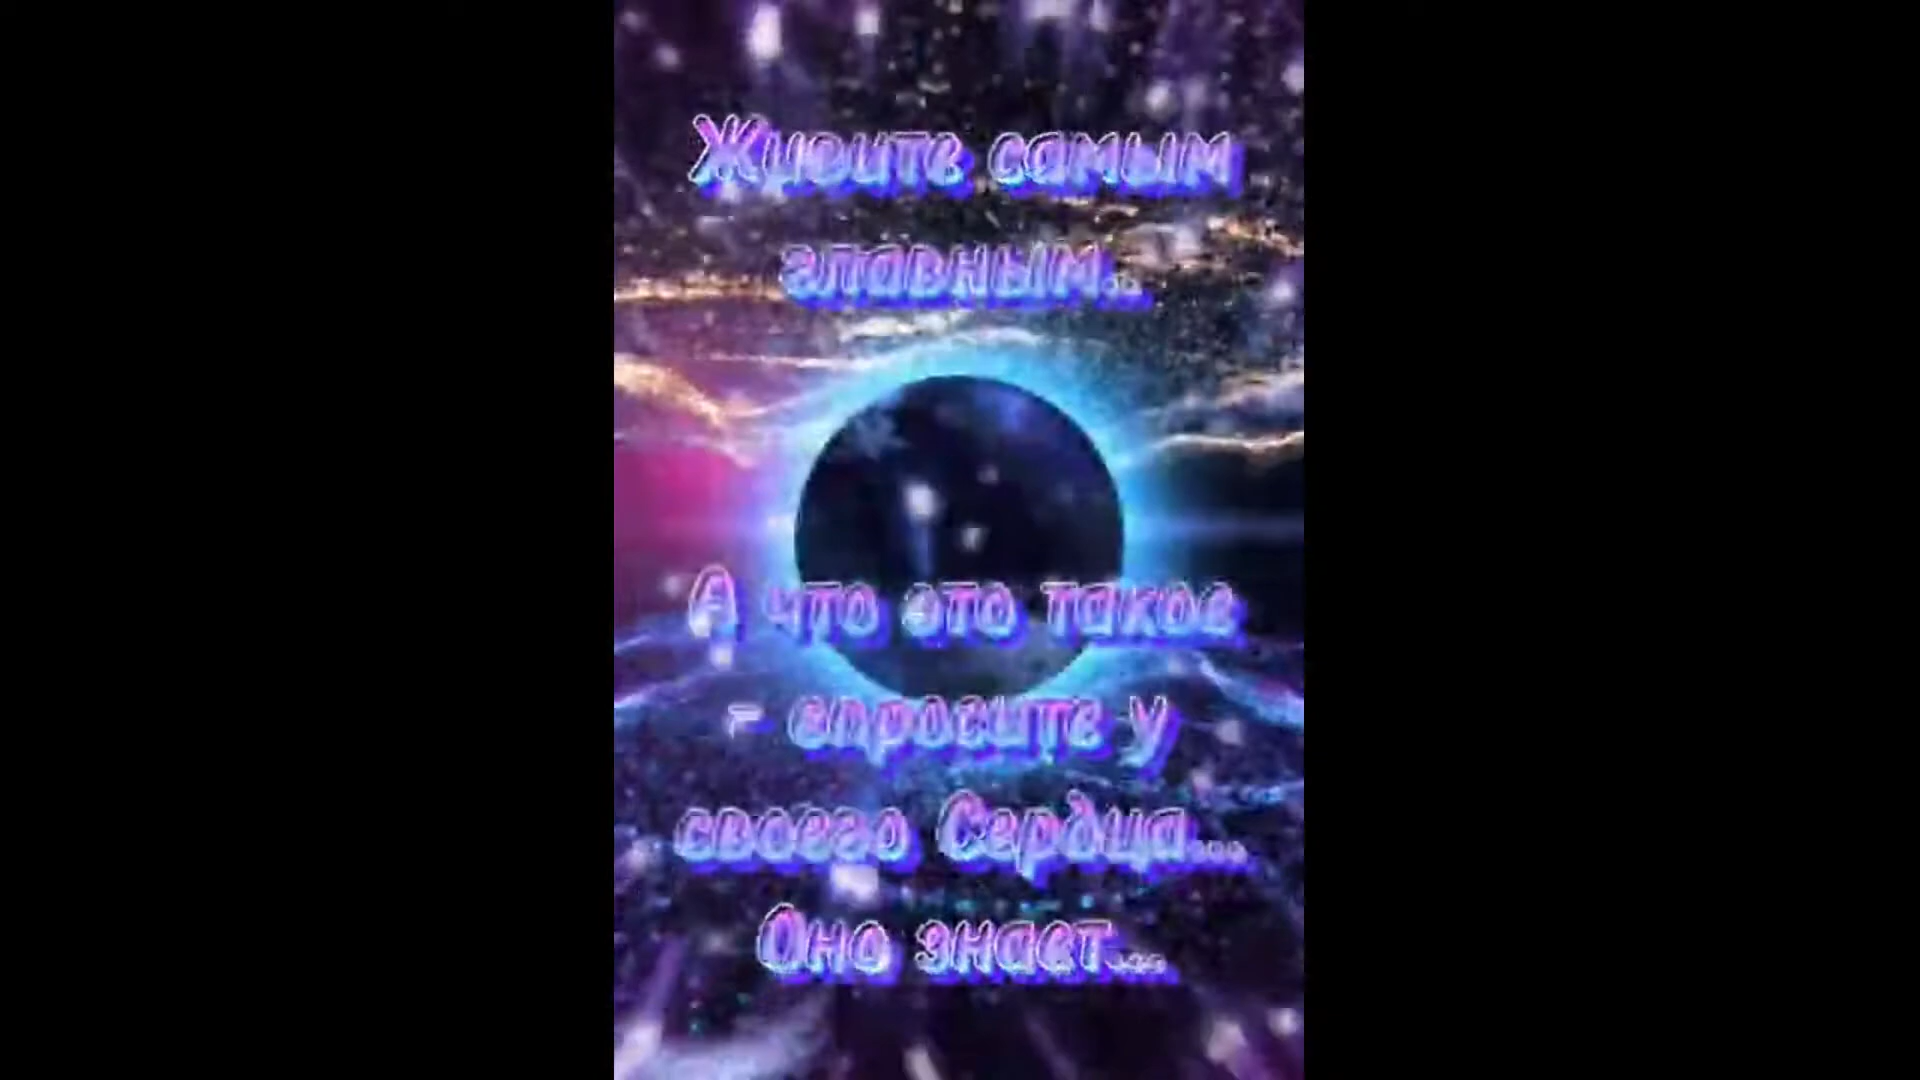 Живите самым
главным..
А что это такое
- спросите у
своего Сердца...
Оно знает...